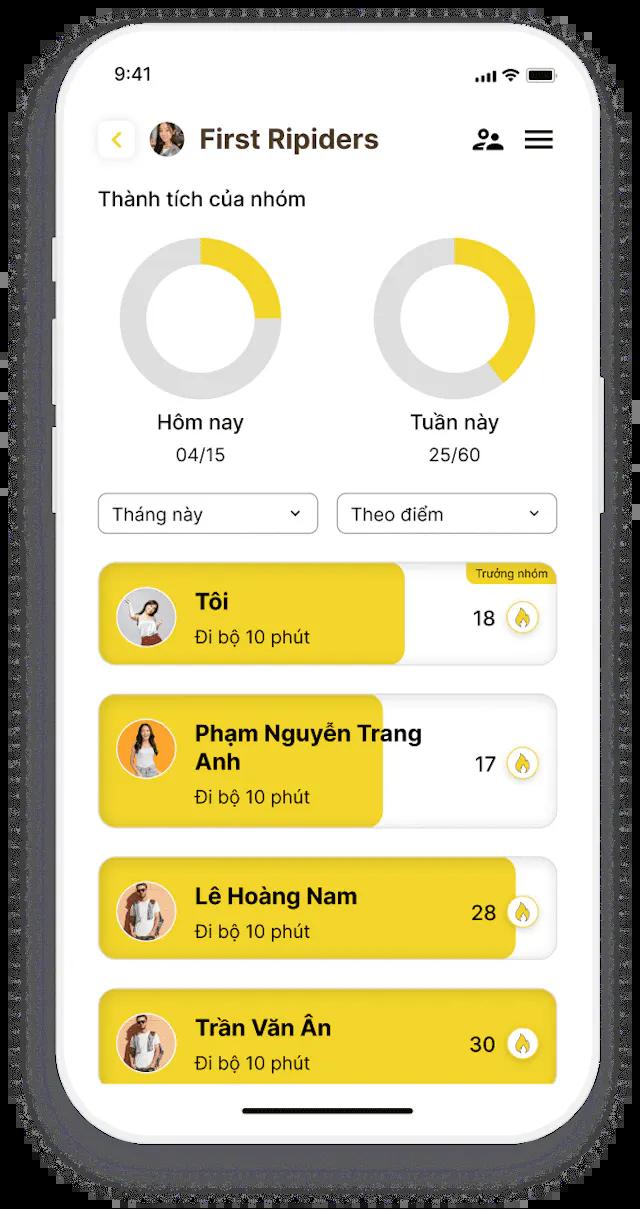 9:41
First Ripiders
Thành tích của nhóm
Hôm nay
04/15
Tuần này
25/60
Tháng này
Theo điểm
Trưởng nhóm
Tôi
Đi bộ 10 phút
18
Phạm Nguyễn Trang
Anh
Đi bộ 10 phút
17
Lê Hoàng Nam
Đi bộ 10 phút
28
Trần Văn Ân
Đi bộ 10 phút
30